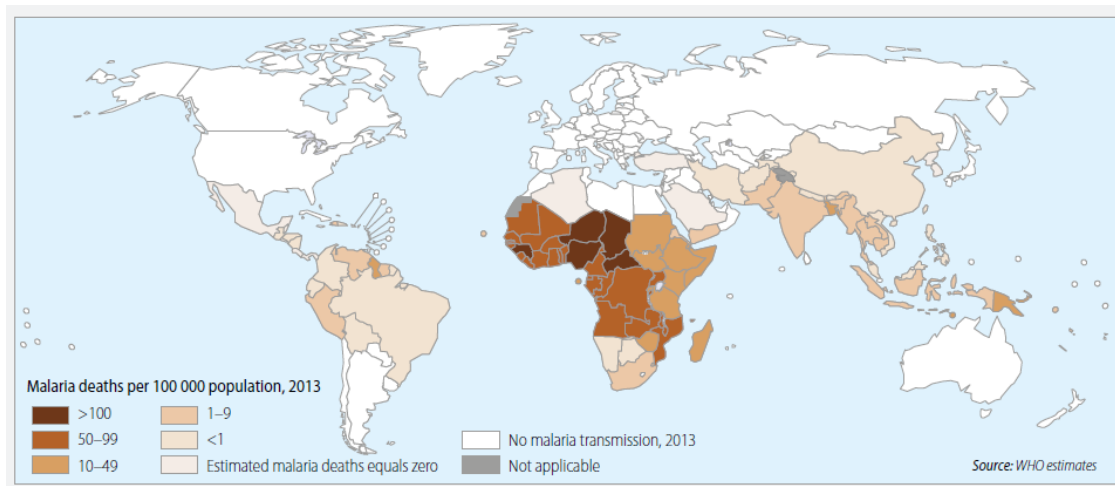 Malaria deaths per 100 000 population, 2013
>100
50–99
10–49
1–9
<1
Estimated malaria deaths equals zero
No malaria transmission, 2013
Not applicable
Source: WHO estimates